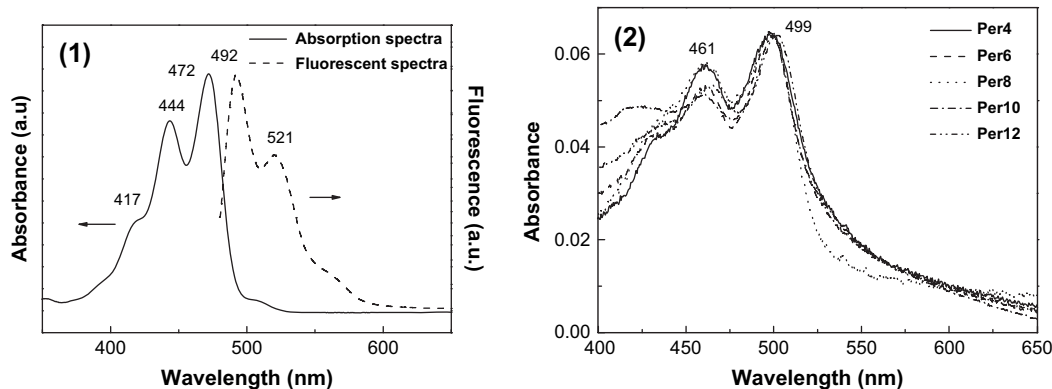 (1)
Absorption spectra
Fluorescent spectra
472
492
444
521
417
Absorbance (a.u)
Fluorescence (a.u.)
400
500
600
Wavelength (nm)
(2)
499
461
Per4
Per6
Per8
Per10
Per12
0.06
0.04
0.02
0.00
Absorbance
400
450
500
550
600
650
Wavelength (nm)